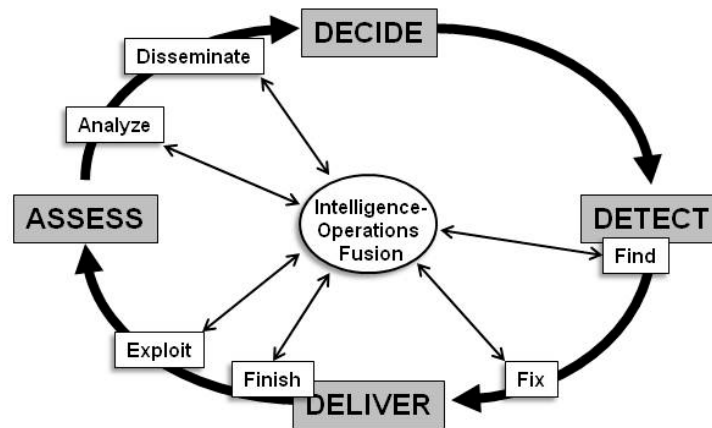 DECIDE
Disseminate
Analyze
ASSESS
Intelligence-
Operations
Fusion
DETECT
Find
Exploit
Finish
Fix
DELIVER